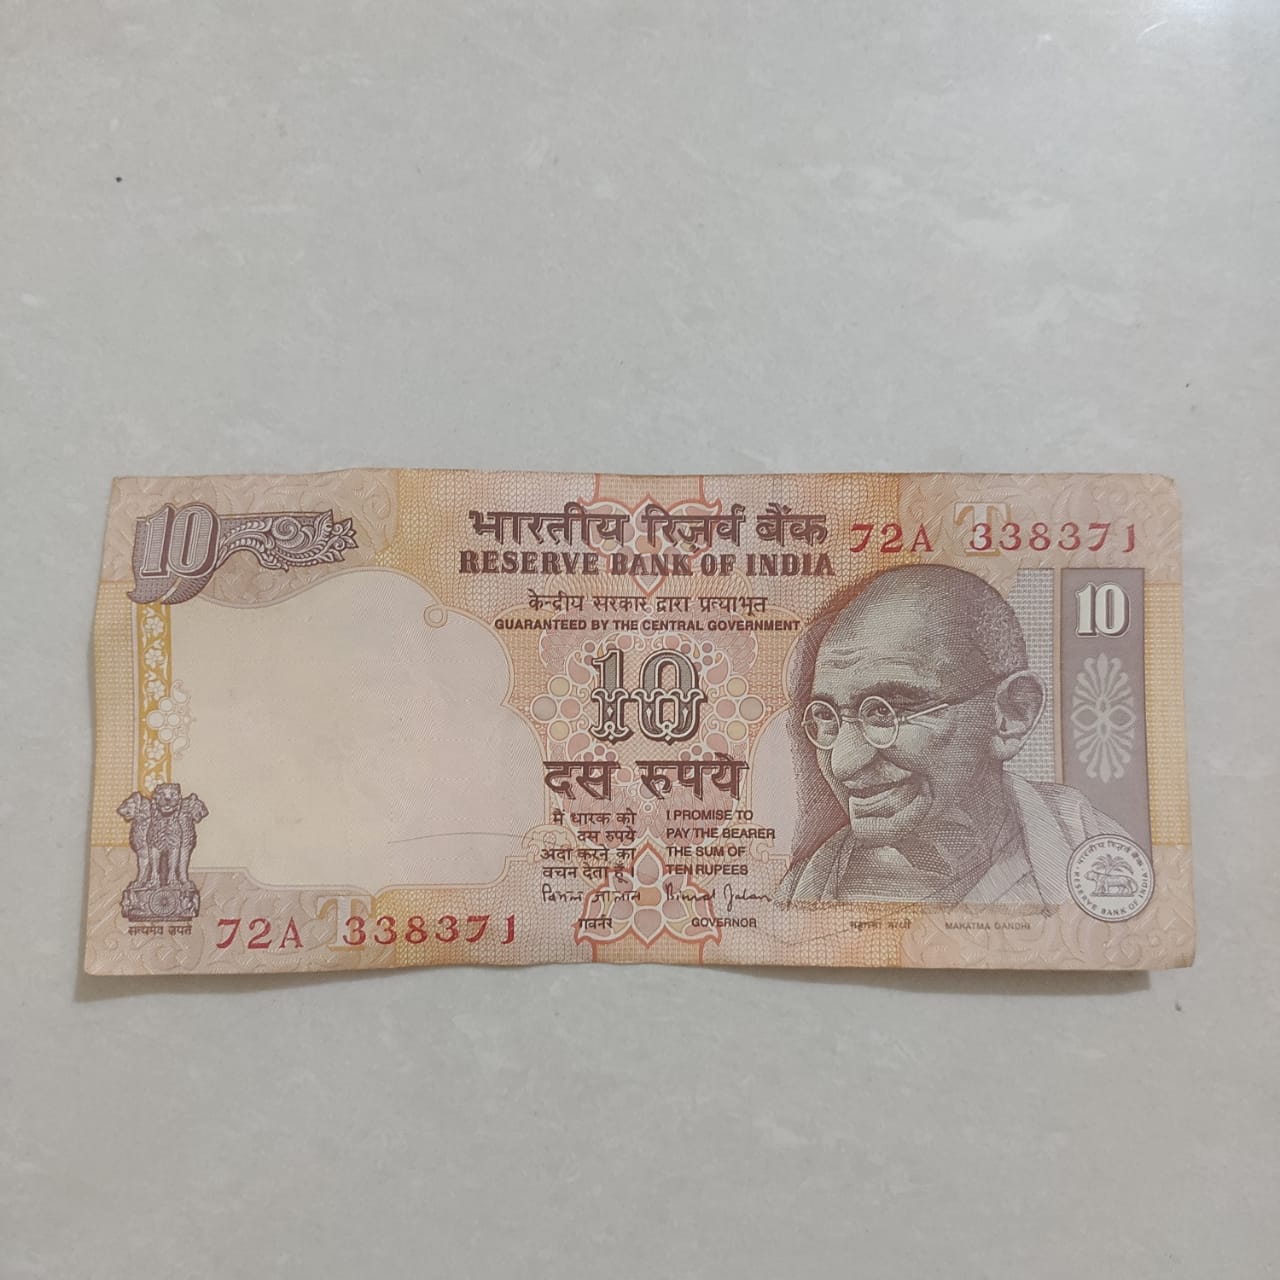 10
भारतीय रिज़र्व बैंक
RESERVE BANK OF INDIA
72A 338371
केन्द्रीय सरकार द्वारा प्रत्याभूत
GUARANTEED BY THE CENTRAL GOVERNMENT
10
10
दस रुपये
मैं धारक को
दस रुपये
अदा करने का
वचन देता हूँ
I PROMISE TO
PAY THE BEARER
THE SUM OF
TEN RUPEES
बिमल जालान
Bimal Jalan
गवर्नर
GOVERNOR
सत्यमेव जयते
72A 338371
महात्मा गांधी
MAHATMA GANDHI
भारतीय रिज़र्व बैंक
RESERVE BANK OF INDIA